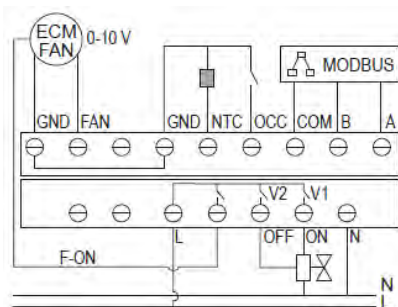 ECM
FAN
0-10 V
MODBUS
GND FAN GND NTC OCC COM B A
V2 V1
L OFF ON N
F-ON
N
L